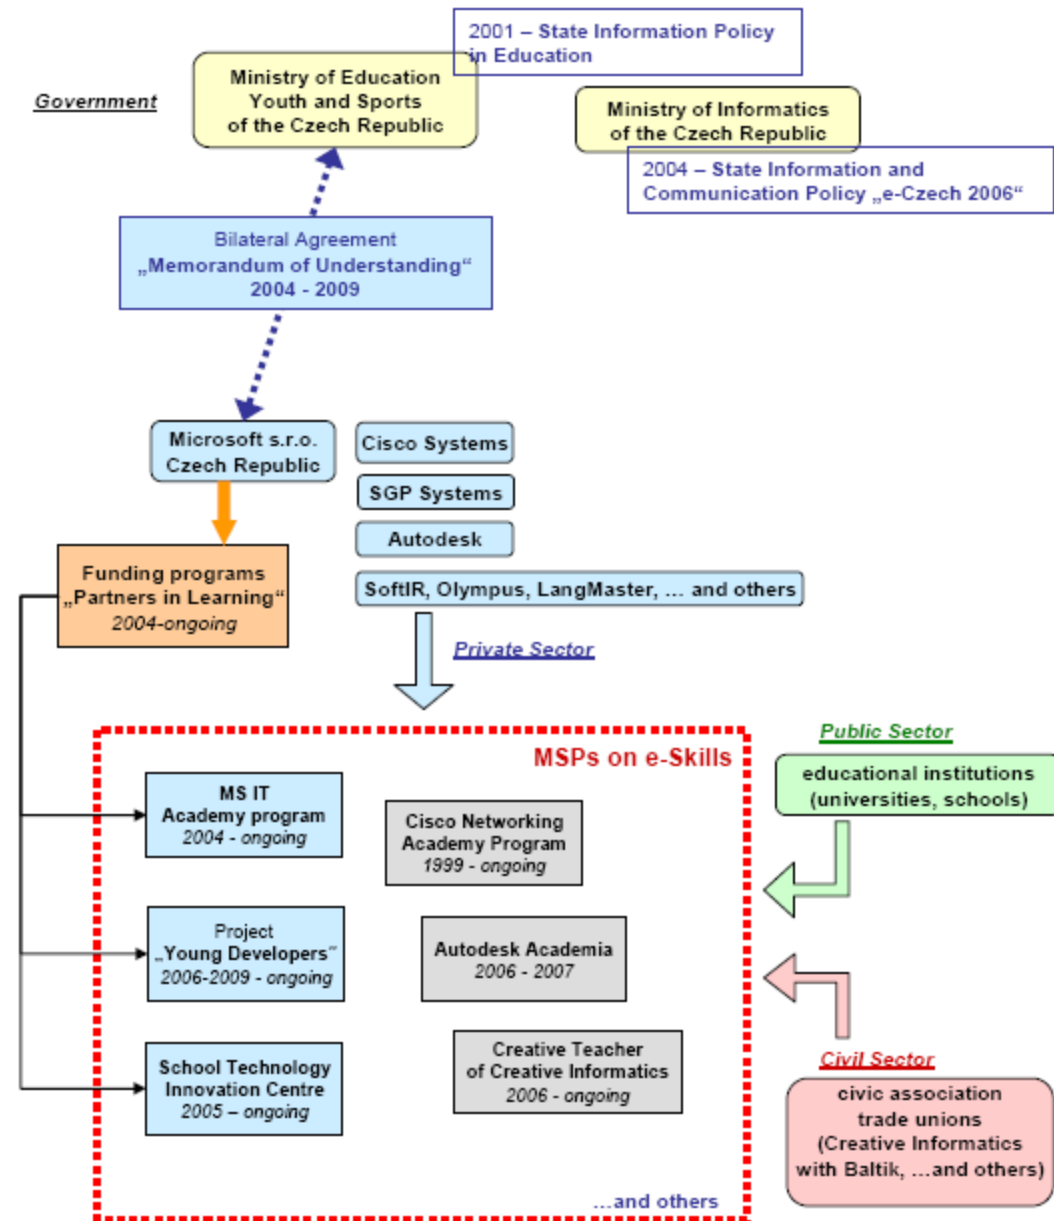 2001 – State Information Policy
in Education
Government
Ministry of Education
Youth and Sports
of the Czech Republic
Ministry of Informatics
of the Czech Republic
2004 – State Information and
Communication Policy „e-Czech 2006“
Bilateral Agreement
„Memorandum of Understanding“
2004 - 2009
Microsoft s.r.o.
Czech Republic
Cisco Systems
SGP Systems
Autodesk
SoftIR, Olympus, LangMaster, ... and others
Funding programs
„Partners in Learning“
2004-ongoing
Private Sector
MSPs on e-Skills
Public Sector
educational institutions
(universities, schools)
MS IT
Academy program
2004 - ongoing
Cisco Networking
Academy Program
1999 - ongoing
Project
„Young Developers“
2006-2009 - ongoing
Autodesk Academia
2006 - 2007
School Technology
Innovation Centre
2005 – ongoing
Creative Teacher
of Creative Informatics
2006 - ongoing
Civil Sector
civic association
trade unions
(Creative Informatics
with Baltik, ...and others)
...and others